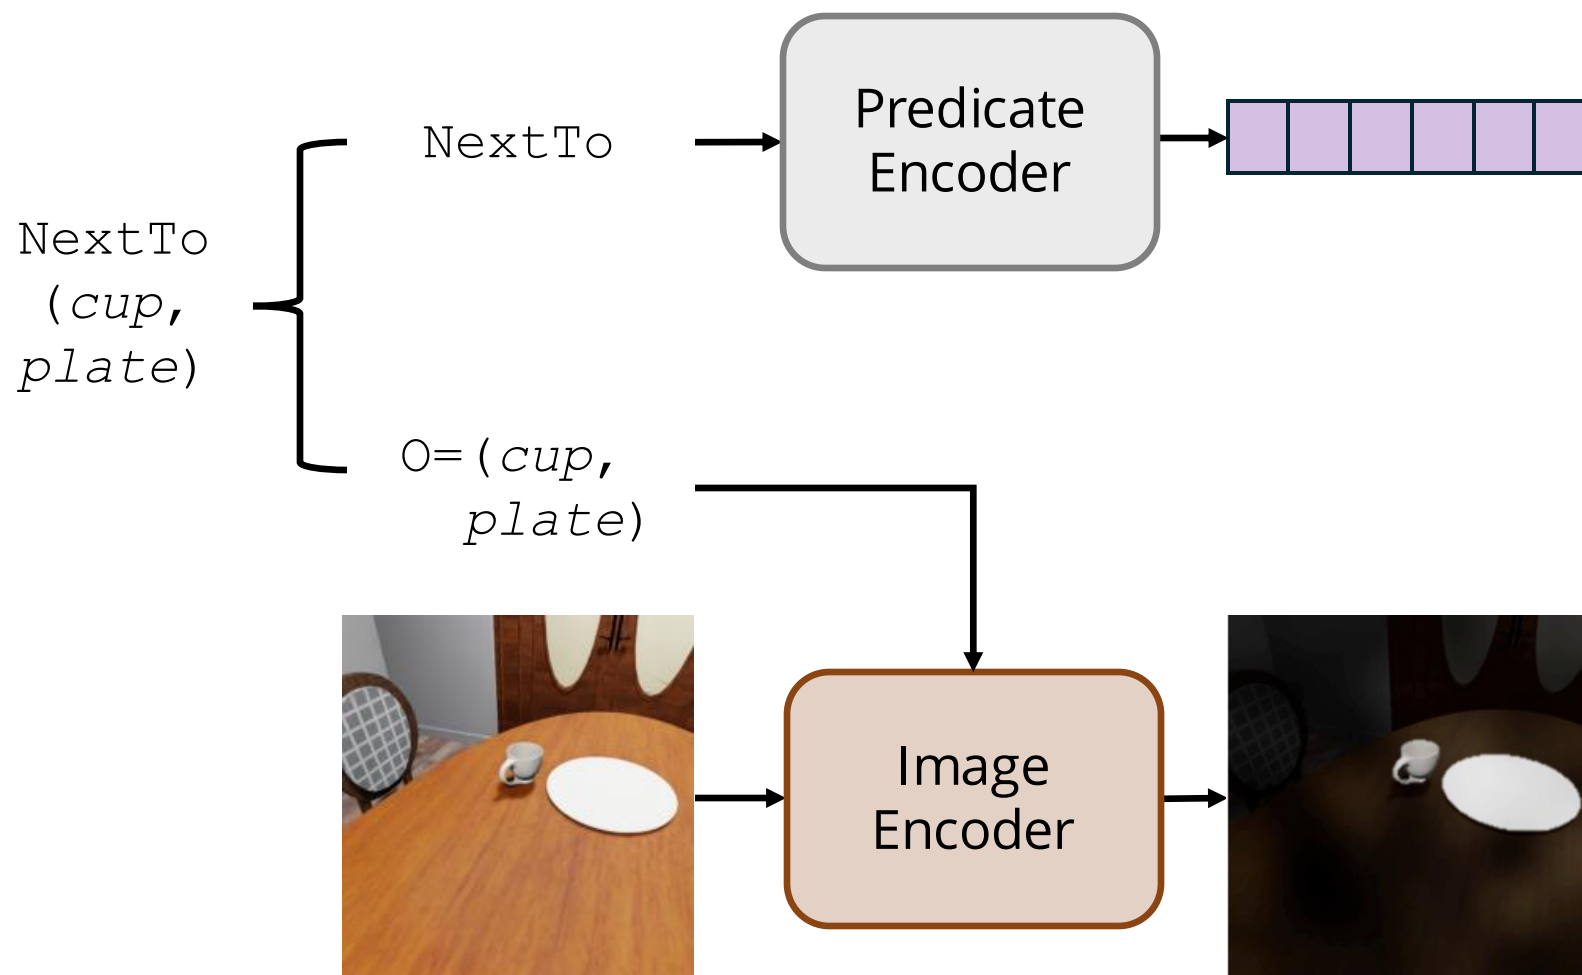 NextTo
(cup,
plate)
NextTo
Predicate
Encoder
O=(cup,
plate)
Image
Encoder